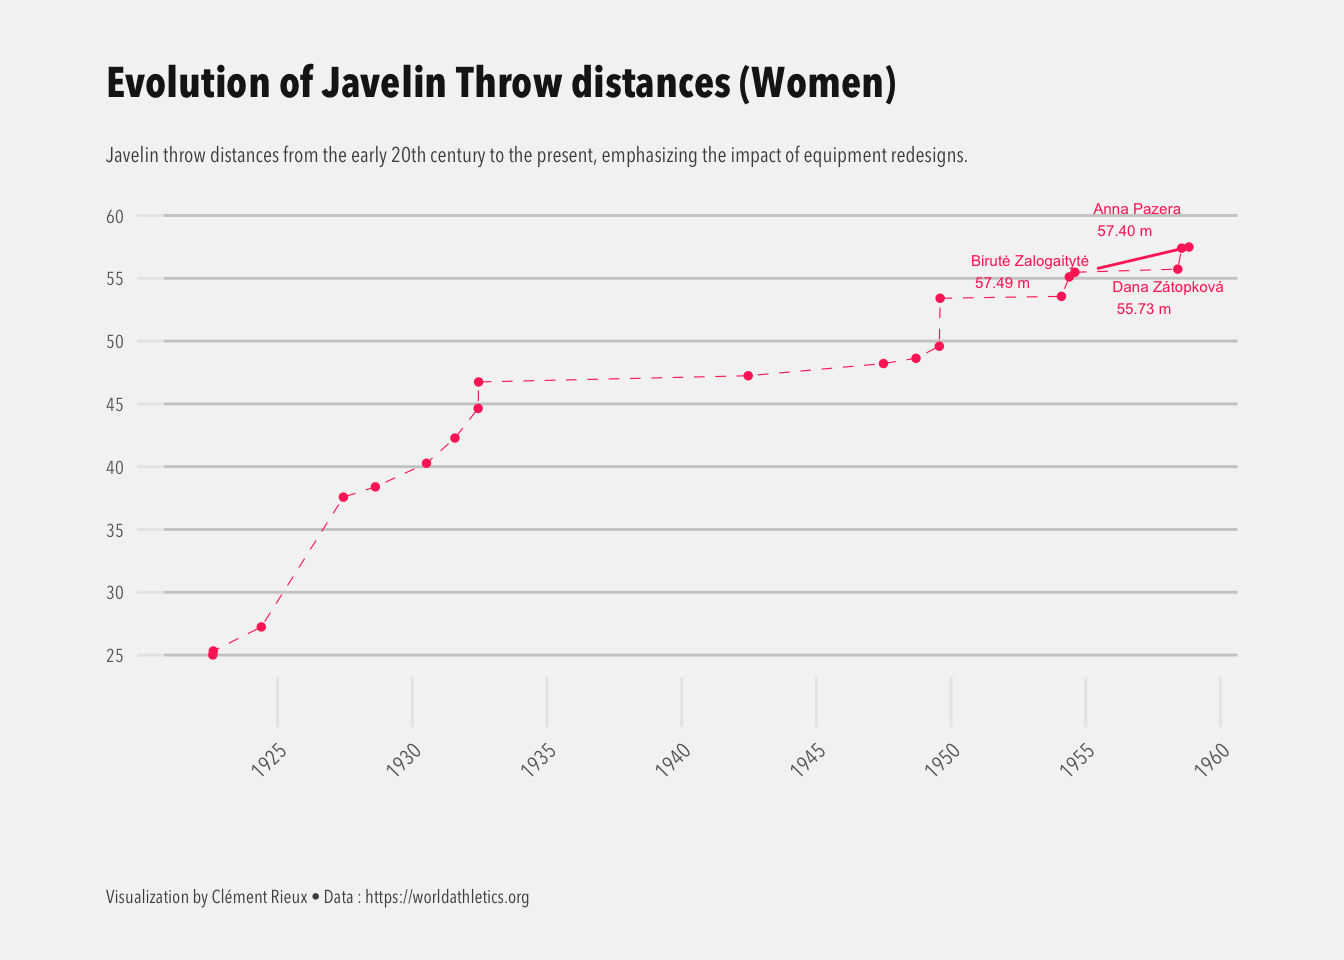 Evolution of Javelin Throw distances (Women)
Javelin throw distances from the early 20th century to the present, emphasizing the impact of equipment redesigns.
Anna Pazera
57.40 m
Birutė Zalogaitytė
57.49 m
Dana Zátopková
55.73 m
60
55
50
45
40
35
30
25
1925
1930
1935
1940
1945
1950
1955
1960
Visualization by Clément Rieux • Data : https://worldathletics.org